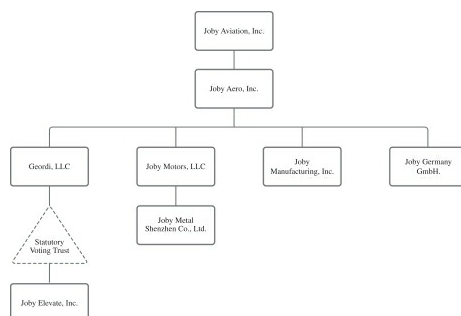 Joby Aviation, Inc.
Joby Aero, Inc.
Geordi, LLC
Joby Motors, LLC
Joby
Manufacturing, Inc.
Joby Germany
GmbH.
Joby Metal
Shenzhen Co., Ltd.
Statutory
Voting Trust
Joby Elevate, Inc.